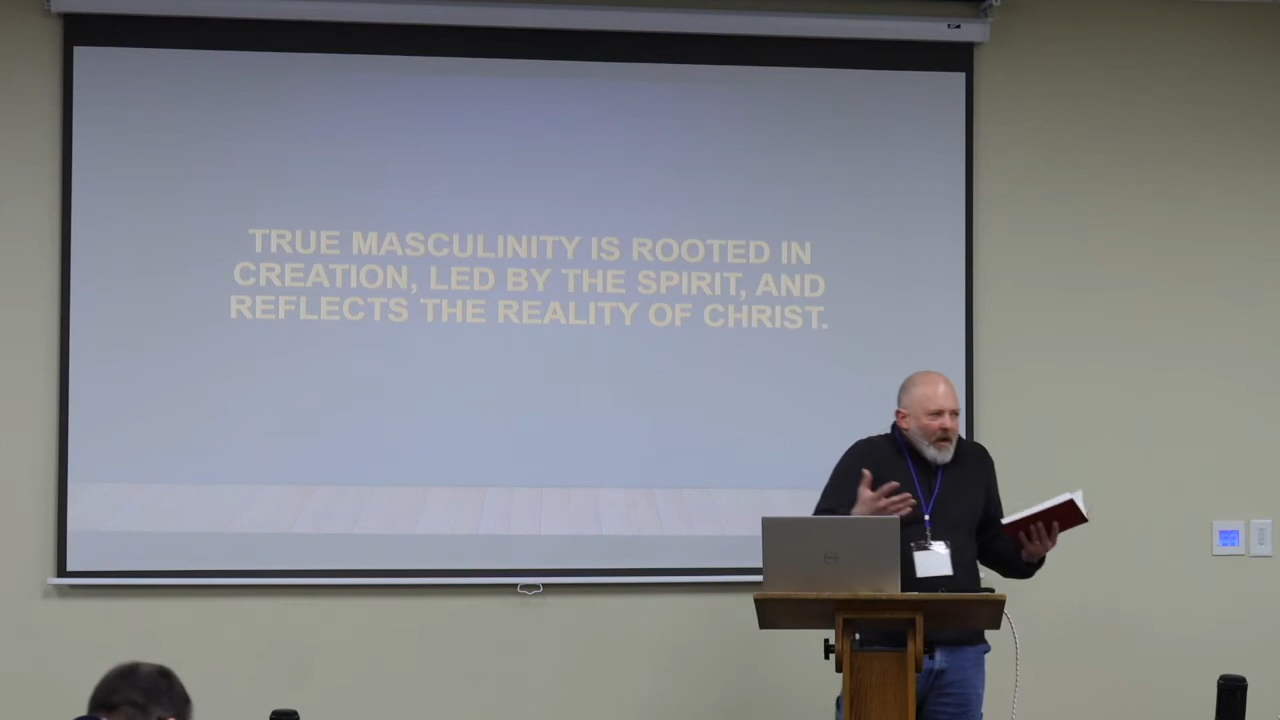 TRUE MASCULINITY IS ROOTED IN
CREATION, LED BY THE SPIRIT, AND
REFLECTS THE REALITY OF CHRIST.